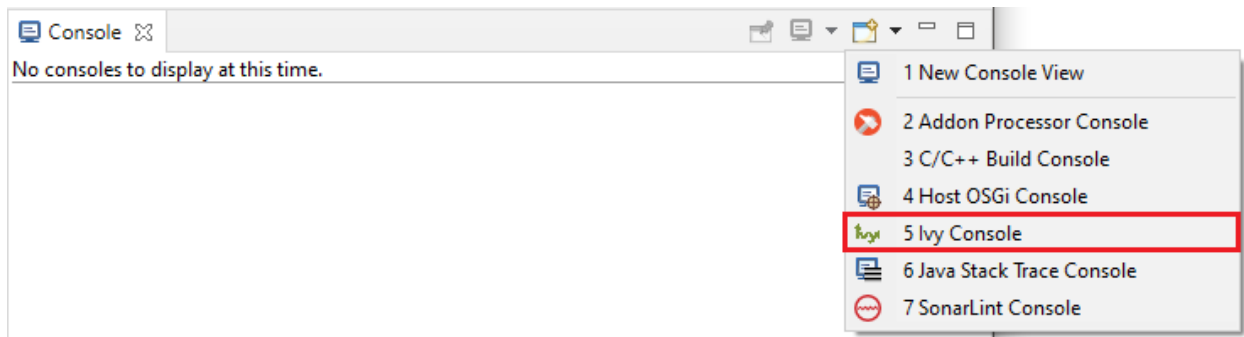 Console
No consoles to display at this time.
1 New Console View
2 Addon Processor Console
3 C/C++ Build Console
4 Host OSGi Console
5 Ivy Console
6 Java Stack Trace Console
7 SonarLint Console